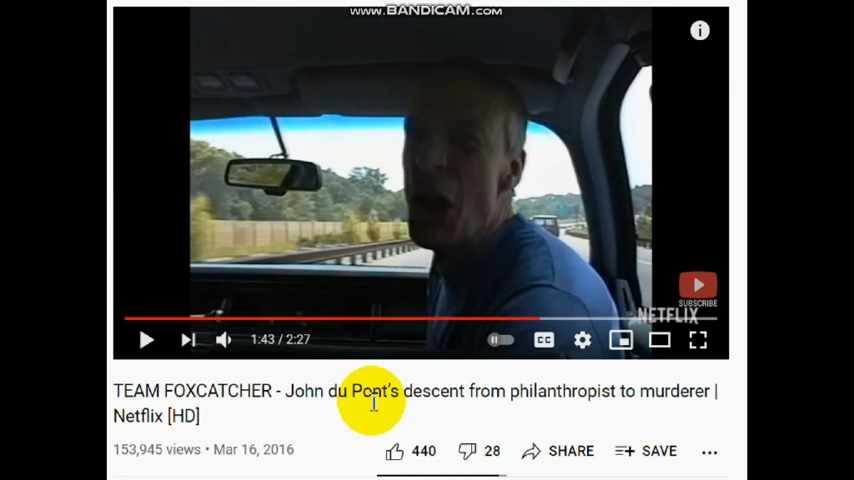 WWW.BANDICAM.COM
SUBSCRIBE
NETFLIX
1:43 / 2:27
CC
TEAM FOXCATCHER - John du Pont's descent from philanthropist to murderer |
Netflix [HD]
153,945 views • Mar 16, 2016
440
28
SHARE
SAVE